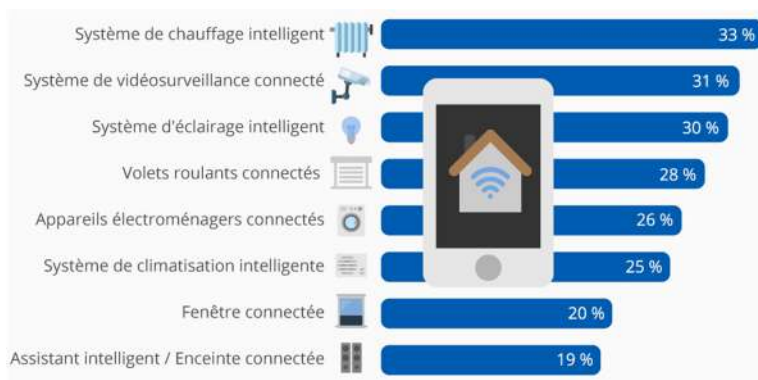 Système de chauffage intelligent 33 %
Système de vidéosurveillance connecté 31 %
Système d'éclairage intelligent 30 %
Volets roulants connectés 28 %
Appareils électroménagers connectés 26 %
Système de climatisation intelligente 25 %
Fenêtre connectée 20 %
Assistant intelligent / Enceinte connectée 19 %